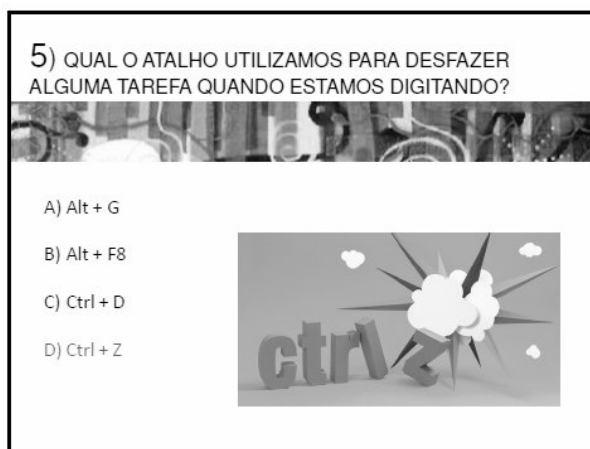 5) QUAL O ATALHO UTILIZAMOS PARA DESFAZER
ALGUMA TAREFA QUANDO ESTAMOS DIGITANDO?
A) Alt + G
B) Alt + F8
C) Ctrl + D
D) Ctrl + Z
ctrl z